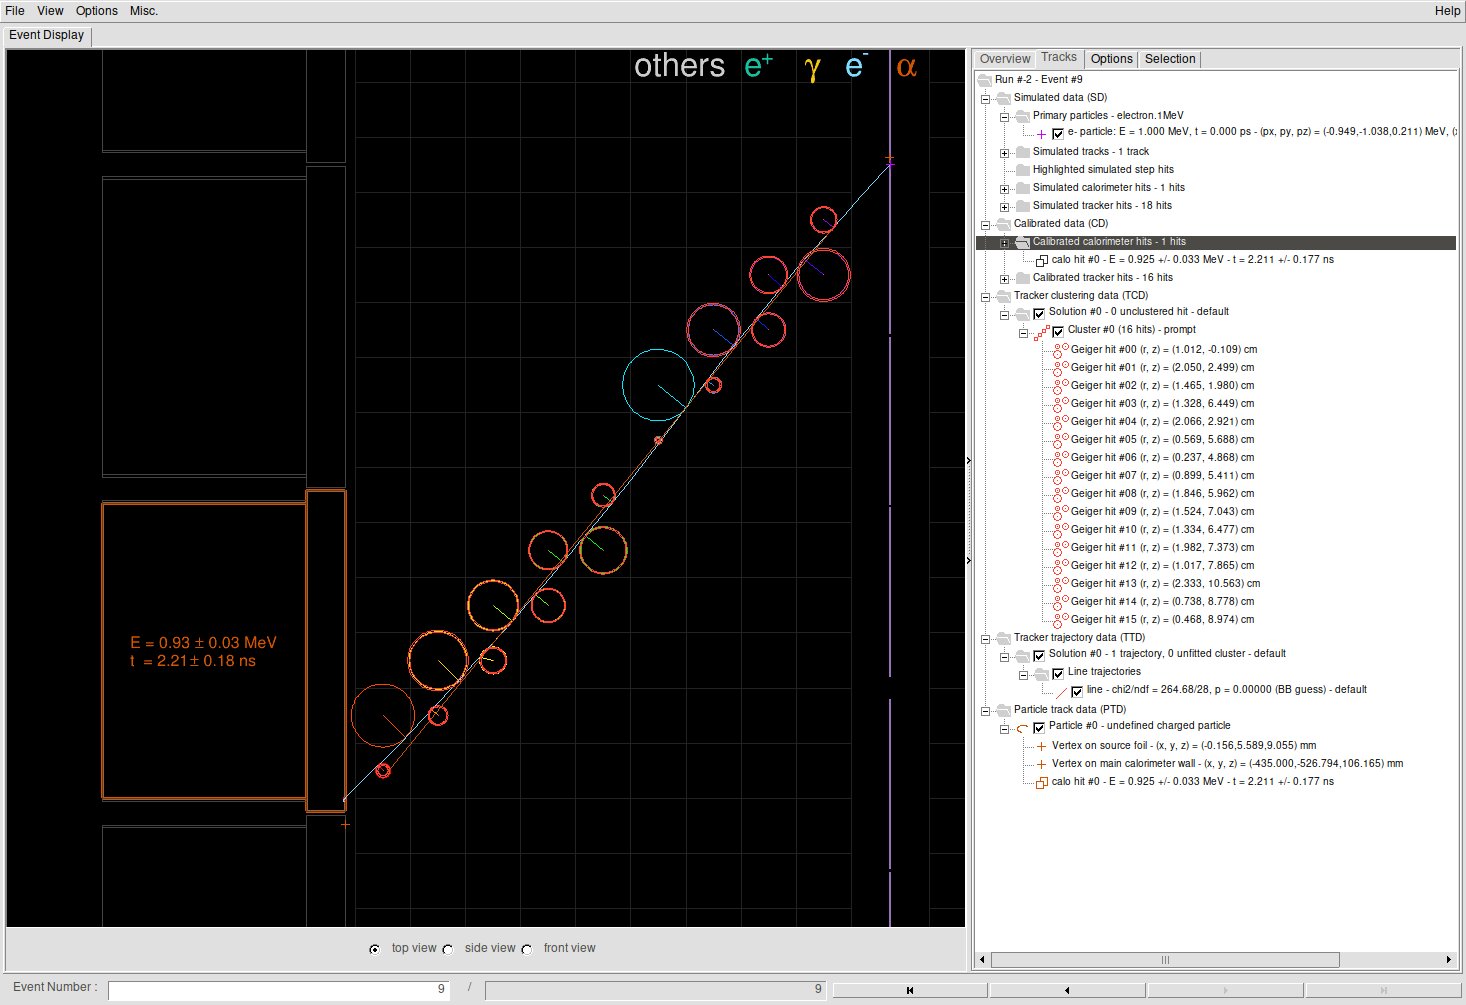 File View Options Misc. Help
Event Display
others e+ γ e- α
E = 0.93 ± 0.03 MeV
t = 2.21± 0.18 ns
top view side view front view
Overview Tracks Options Selection
Run #-2 - Event #9
Simulated data (SD)
Primary particles - electron.1MeV
e- particle: E = 1.000 MeV, t = 0.000 ps - (px, py, pz) = (-0.949,-1.038,0.211) MeV, (
Simulated tracks - 1 track
Highlighted simulated step hits
Simulated calorimeter hits - 1 hits
Simulated tracker hits - 18 hits
Calibrated data (CD)
Calibrated calorimeter hits - 1 hits
calo hit #0 - E = 0.925 +/- 0.033 MeV - t = 2.211 +/- 0.177 ns
Calibrated tracker hits - 16 hits
Tracker clustering data (TCD)
Solution #0 - 0 unclustered hit - default
Cluster #0 (16 hits) - prompt
Geiger hit #00 (r, z) = (1.012, -0.109) cm
Geiger hit #01 (r, z) = (2.050, 2.499) cm
Geiger hit #02 (r, z) = (1.465, 1.980) cm
Geiger hit #03 (r, z) = (1.328, 6.449) cm
Geiger hit #04 (r, z) = (2.066, 2.921) cm
Geiger hit #05 (r, z) = (0.569, 5.688) cm
Geiger hit #06 (r, z) = (0.237, 4.868) cm
Geiger hit #07 (r, z) = (0.899, 5.411) cm
Geiger hit #08 (r, z) = (1.846, 5.962) cm
Geiger hit #09 (r, z) = (1.524, 7.043) cm
Geiger hit #10 (r, z) = (1.334, 6.477) cm
Geiger hit #11 (r, z) = (1.982, 7.373) cm
Geiger hit #12 (r, z) = (1.017, 7.865) cm
Geiger hit #13 (r, z) = (2.333, 10.563) cm
Geiger hit #14 (r, z) = (0.738, 8.778) cm
Geiger hit #15 (r, z) = (0.468, 8.974) cm
Tracker trajectory data (TTD)
Solution #0 - 1 trajectory, 0 unfitted cluster - default
Line trajectories
line - chi2/ndf = 264.68/28, p = 0.00000 (BB guess) - default
Particle track data (PTD)
Particle #0 - undefined charged particle
Vertex on source foil - (x, y, z) = (-0.156,5.589,9.055) mm
Vertex on main calorimeter wall - (x, y, z) = (-435.000,-526.794,106.165) mm
calo hit #0 - E = 0.925 +/- 0.033 MeV - t = 2.211 +/- 0.177 ns
Event Number : 9 / 9